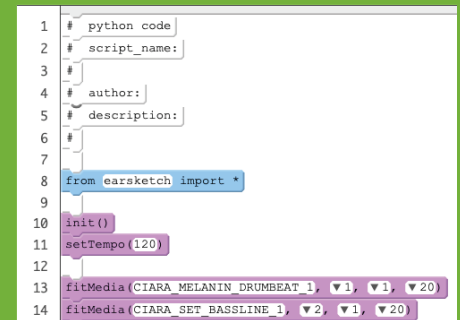 1 # python code
2 # script_name:
3 #
4 # author:
5 # description:
6 #
7
8 from earsketch import *
9
10 init()
11 setTempo(120)
12
13 fitMedia(CIARA_MELANIN_DRUMBEAT_1, ▼1, ▼1, ▼20)
14 fitMedia(CIARA_SET_BASSLINE_1, ▼2, ▼1, ▼20)